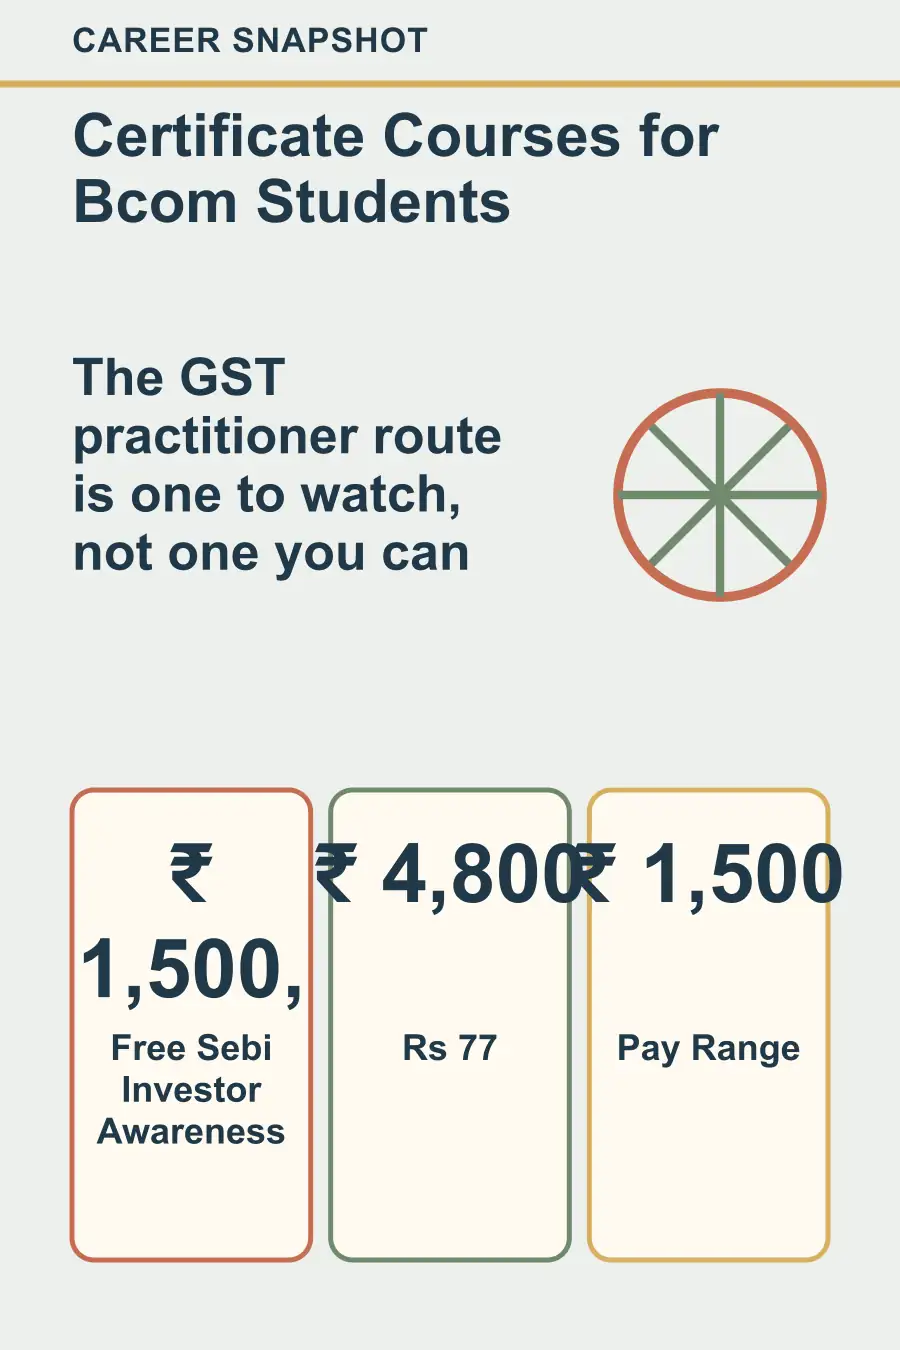 CAREER SNAPSHOT
Certificate Courses for
Bcom Students
The GST
practitioner route
is one to watch,
not one you can
₹
1,500,
Free Sebi
Investor
Awareness
₹ 4,800
Rs 77
₹ 1,500
Pay Range